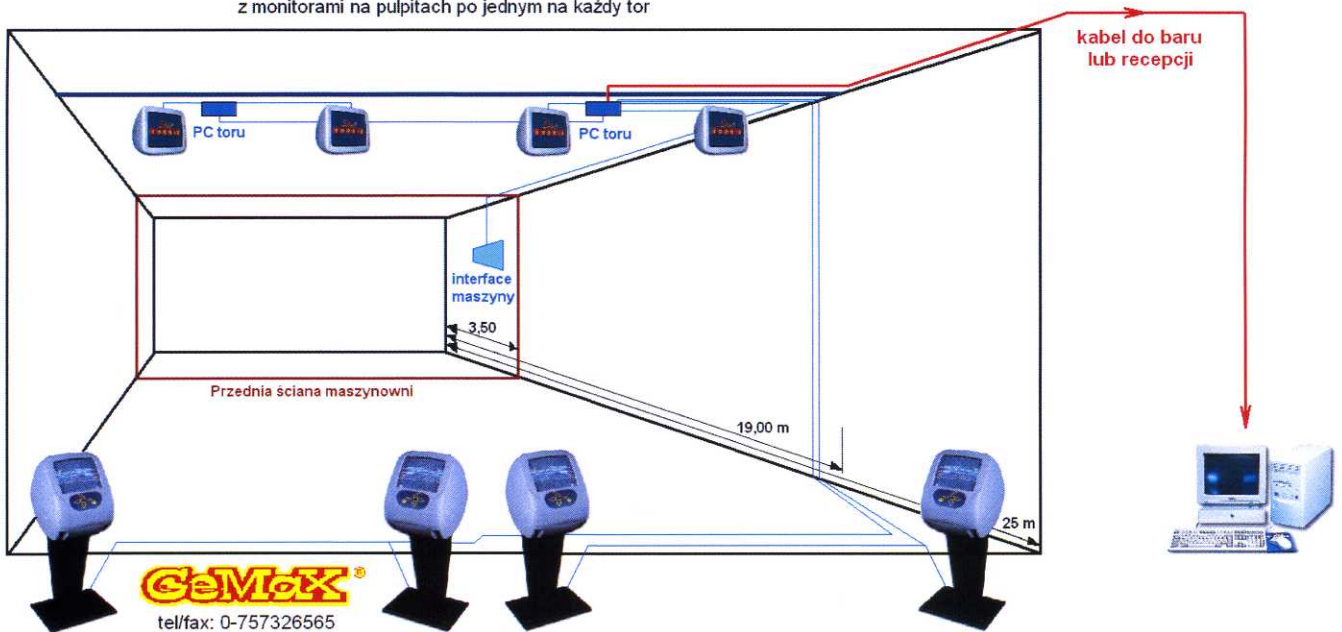 z monitorami na pulpitach po jednym na każdy tor
kabel do baru
lub recepcji
PC toru
PC toru
interface
maszyny
3,50
Przednia ściana maszynowni
19,00 m
25 m
GeMaX®
tel/fax: 0-757326565